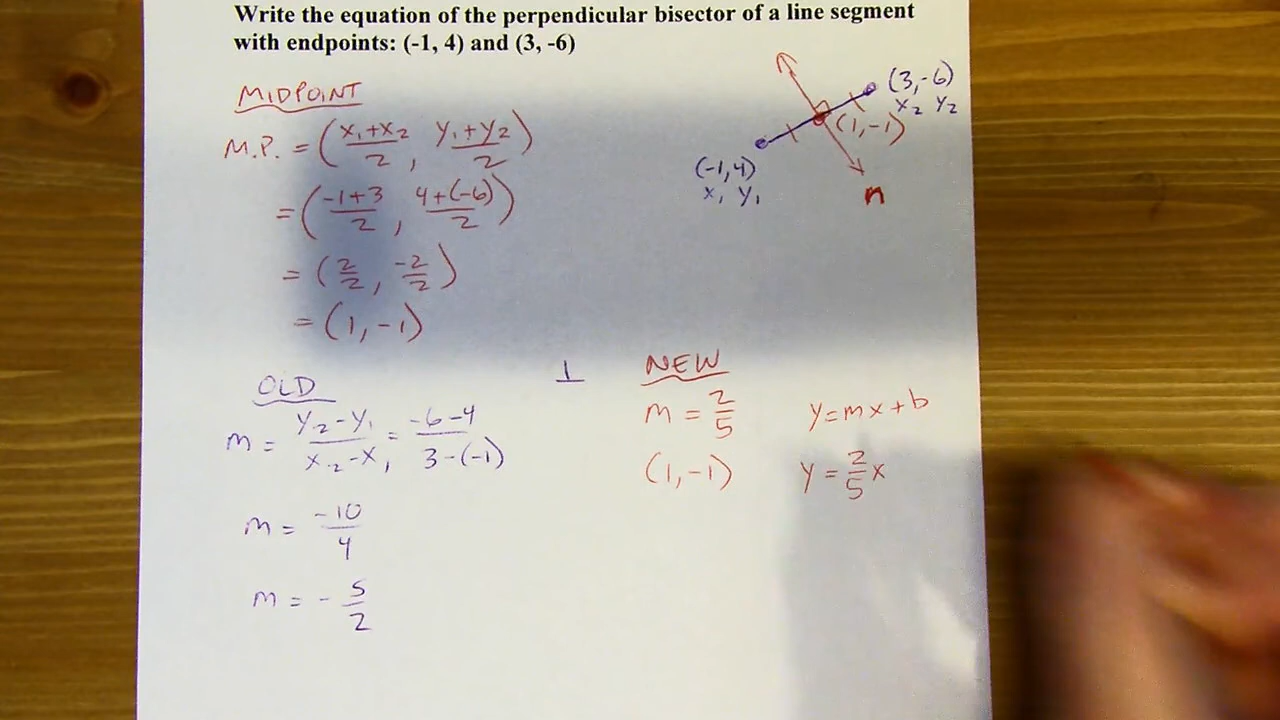 Write the equation of the perpendicular bisector of a line segment
with endpoints: (-1, 4) and (3, -6)
MIDPOINT
M.P. = (x₁+x₂/2, y₁+y₂/2)
= (-1+3/2, 4+(-6)/2)
= (2/2, -2/2)
= (1,-1)
(3,-6)
x₂ y₂
(1,-1)
(-1,4)
x₁ y₁
n
OLD
m = y₂-y₁/x₂-x₁ = -6-4/3-(-1)
m = -10/4
m = -5/2
⊥
NEW
m = 2/5
(1,-1)
y=mx+b
y = 2/5 x